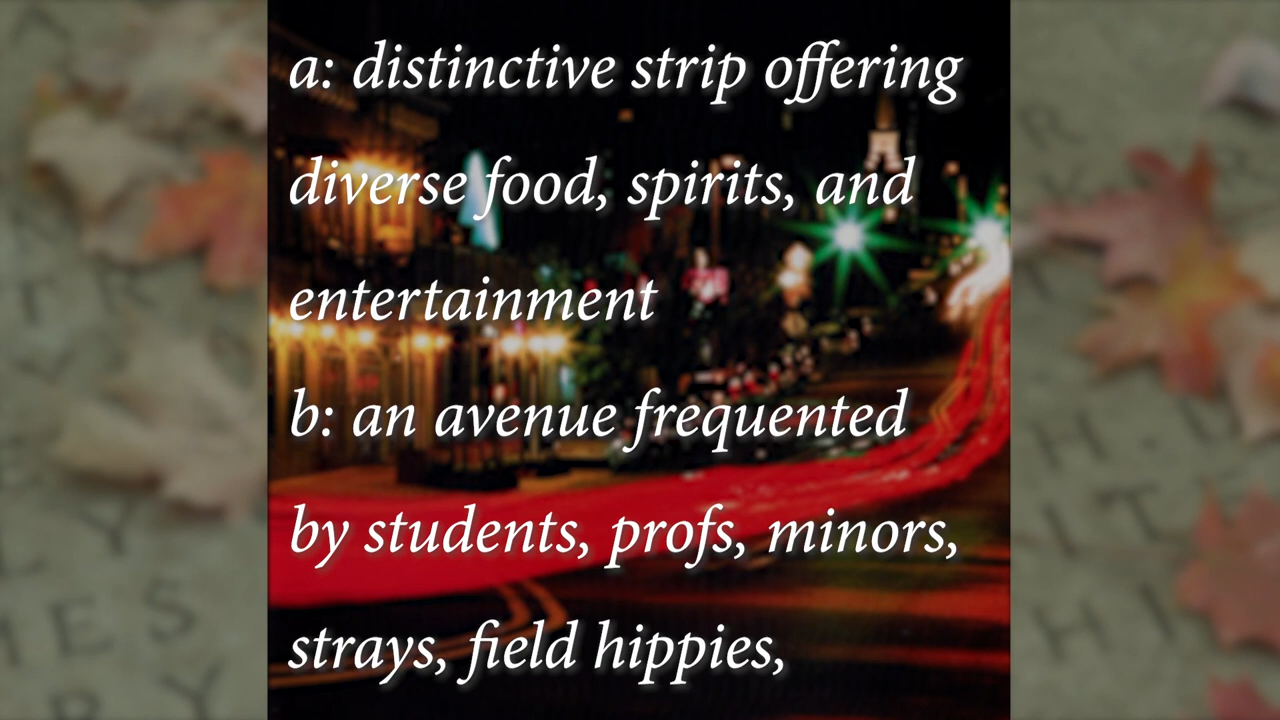 a: distinctive strip offering
diverse food, spirits, and
entertainment
b: an avenue frequented
by students, profs, minors,
strays, field hippies,